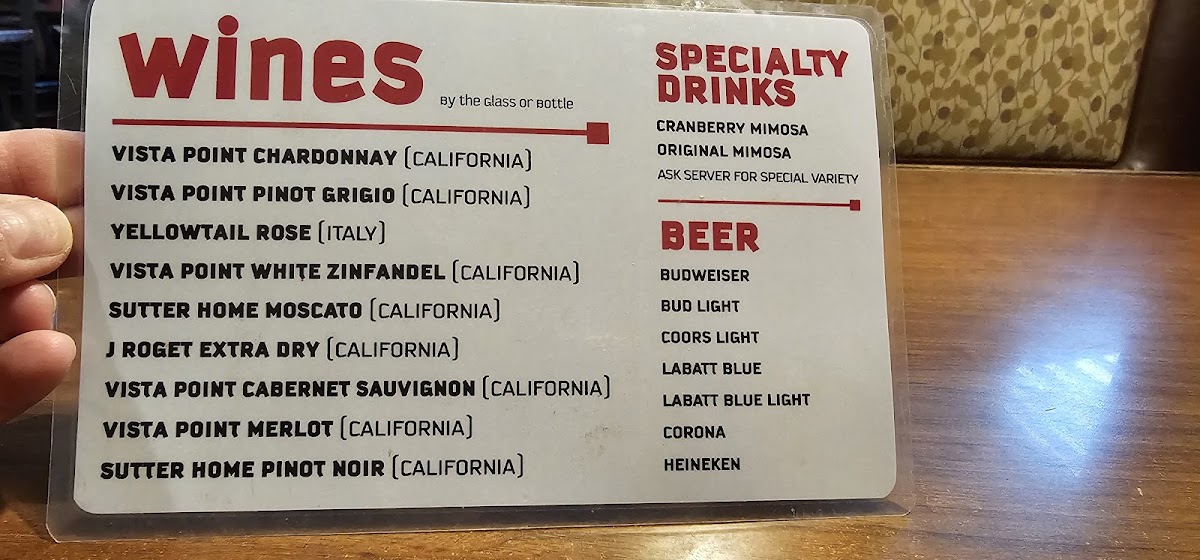 wines
By the Glass or Bottle
VISTA POINT CHARDONNAY (CALIFORNIA)
VISTA POINT PINOT GRIGIO (CALIFORNIA)
YELLOWTAIL ROSE (ITALY)
VISTA POINT WHITE ZINFANDEL (CALIFORNIA)
SUTTER HOME MOSCATO (CALIFORNIA)
J ROGET EXTRA DRY (CALIFORNIA)
VISTA POINT CABERNET SAUVIGNON (CALIFORNIA)
VISTA POINT MERLOT (CALIFORNIA)
SUTTER HOME PINOT NOIR (CALIFORNIA)
SPECIALTY
DRINKS
CRANBERRY MIMOSA
ORIGINAL MIMOSA
ASK SERVER FOR SPECIAL VARIETY
BEER
BUDWEISER
BUD LIGHT
COORS LIGHT
LABATT BLUE
LABATT BLUE LIGHT
CORONA
HEINEKEN